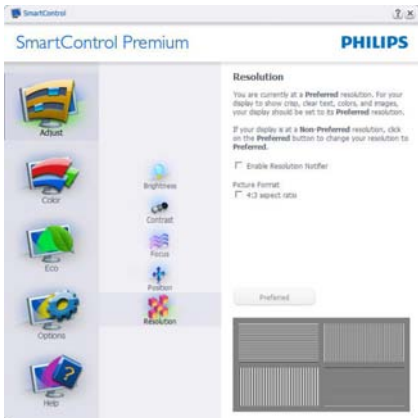 SmartControl
? x
SmartControl Premium
PHILIPS
Adjust
Color
Eco
Options
Help
Brightness
Contrast
Focus
Position
Resolution
Resolution
You are currently at a Preferred resolution. For your
display to show crisp, clear text, colors, and images,
your display should be set to its Preferred resolution.
If your display is at a Non-Preferred resolution, click
on the Preferred button to change your resolution to
Preferred.
Enable Resolution Notifier
Picture Format
4:3 aspect ratio
Preferred